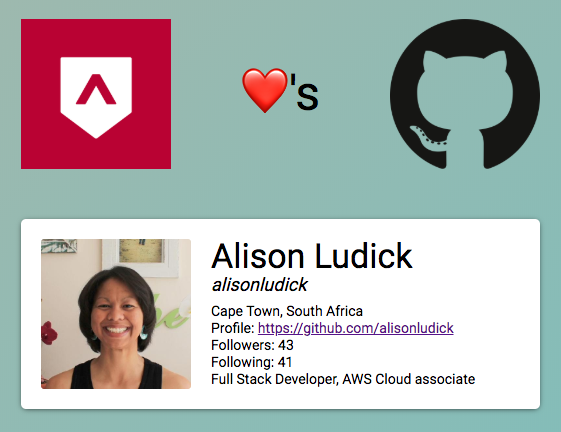 ❤️'s
Alison Ludick
alisonludick
Cape Town, South Africa
Profile: https://github.com/alisonludick
Followers: 43
Following: 41
Full Stack Developer, AWS Cloud associate